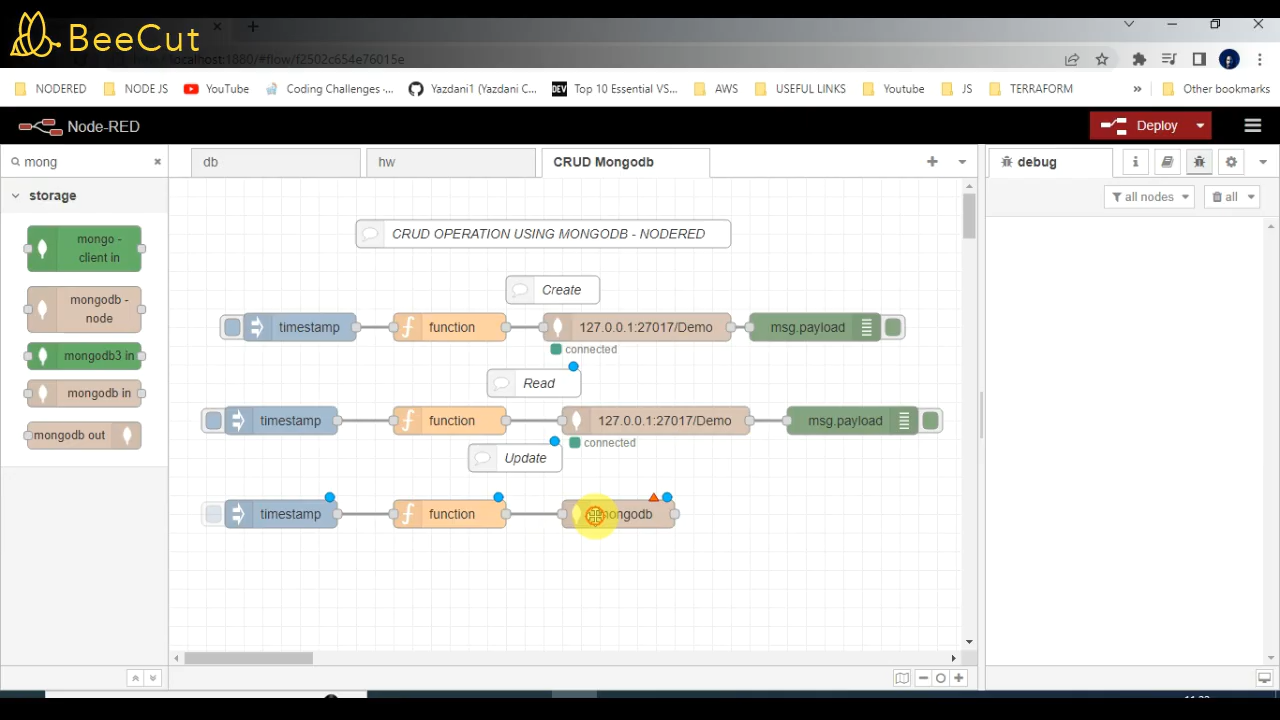 BeeCut
localhost:1880/#flow/f2502c654e76015e
NODERED
NODE JS
YouTube
Coding Challenges -...
Yazdani1 (Yazdani C...
Top 10 Essential VS...
AWS
USEFUL LINKS
Youtube
JS
TERRAFORM
»
Other bookmarks
Node-RED
Deploy
mong
db
hw
CRUD Mongodb
debug
storage
all nodes
all
mongo -
client in
mongodb -
node
mongodb3 in
mongodb in
mongodb out
CRUD OPERATION USING MONGODB - NODERED
Create
timestamp
function
127.0.0.1:27017/Demo
msg.payload
connected
Read
timestamp
function
127.0.0.1:27017/Demo
msg.payload
connected
Update
timestamp
function
mongodb